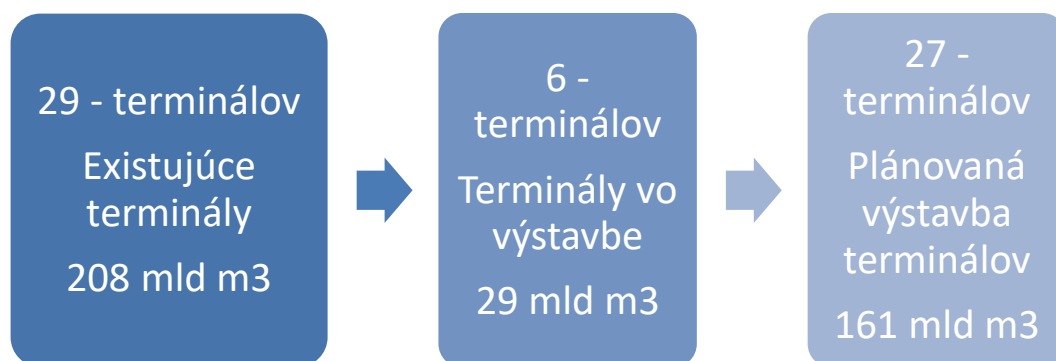 29 - terminálov
Existujúce
terminály
208 mld m3
6 -
terminálov
Terminály vo
výstavbe
29 mld m3
27 -
terminálov
Plánovaná
výstavba
terminálov
161 mld m3